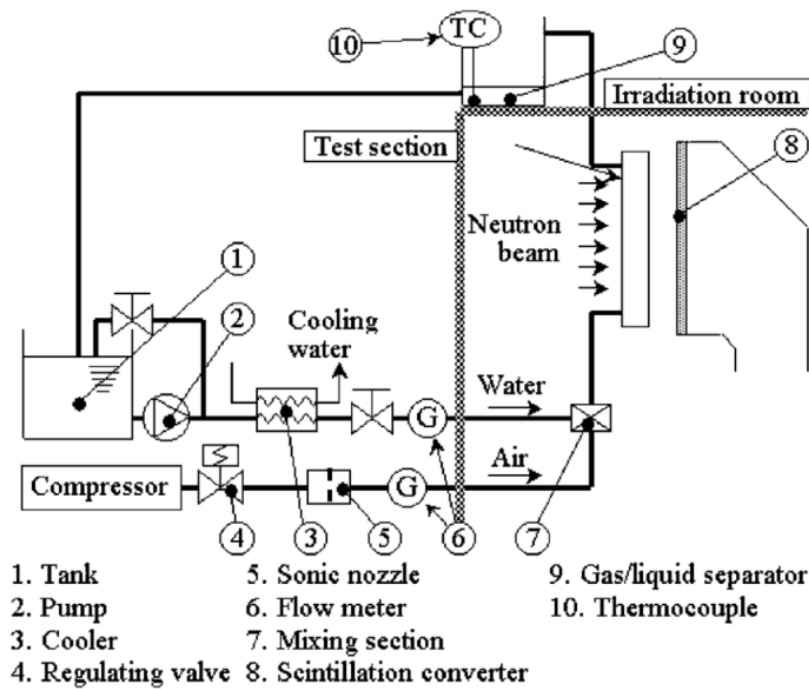 10
TC
9
Irradiation room
Test section
8
Neutron
beam
1
2
Cooling
water
Water
G
Air
Compressor
G
4
3
5
6
7
1. Tank
2. Pump
3. Cooler
4. Regulating valve
5. Sonic nozzle
6. Flow meter
7. Mixing section
8. Scintillation converter
9. Gas/liquid separator
10. Thermocouple